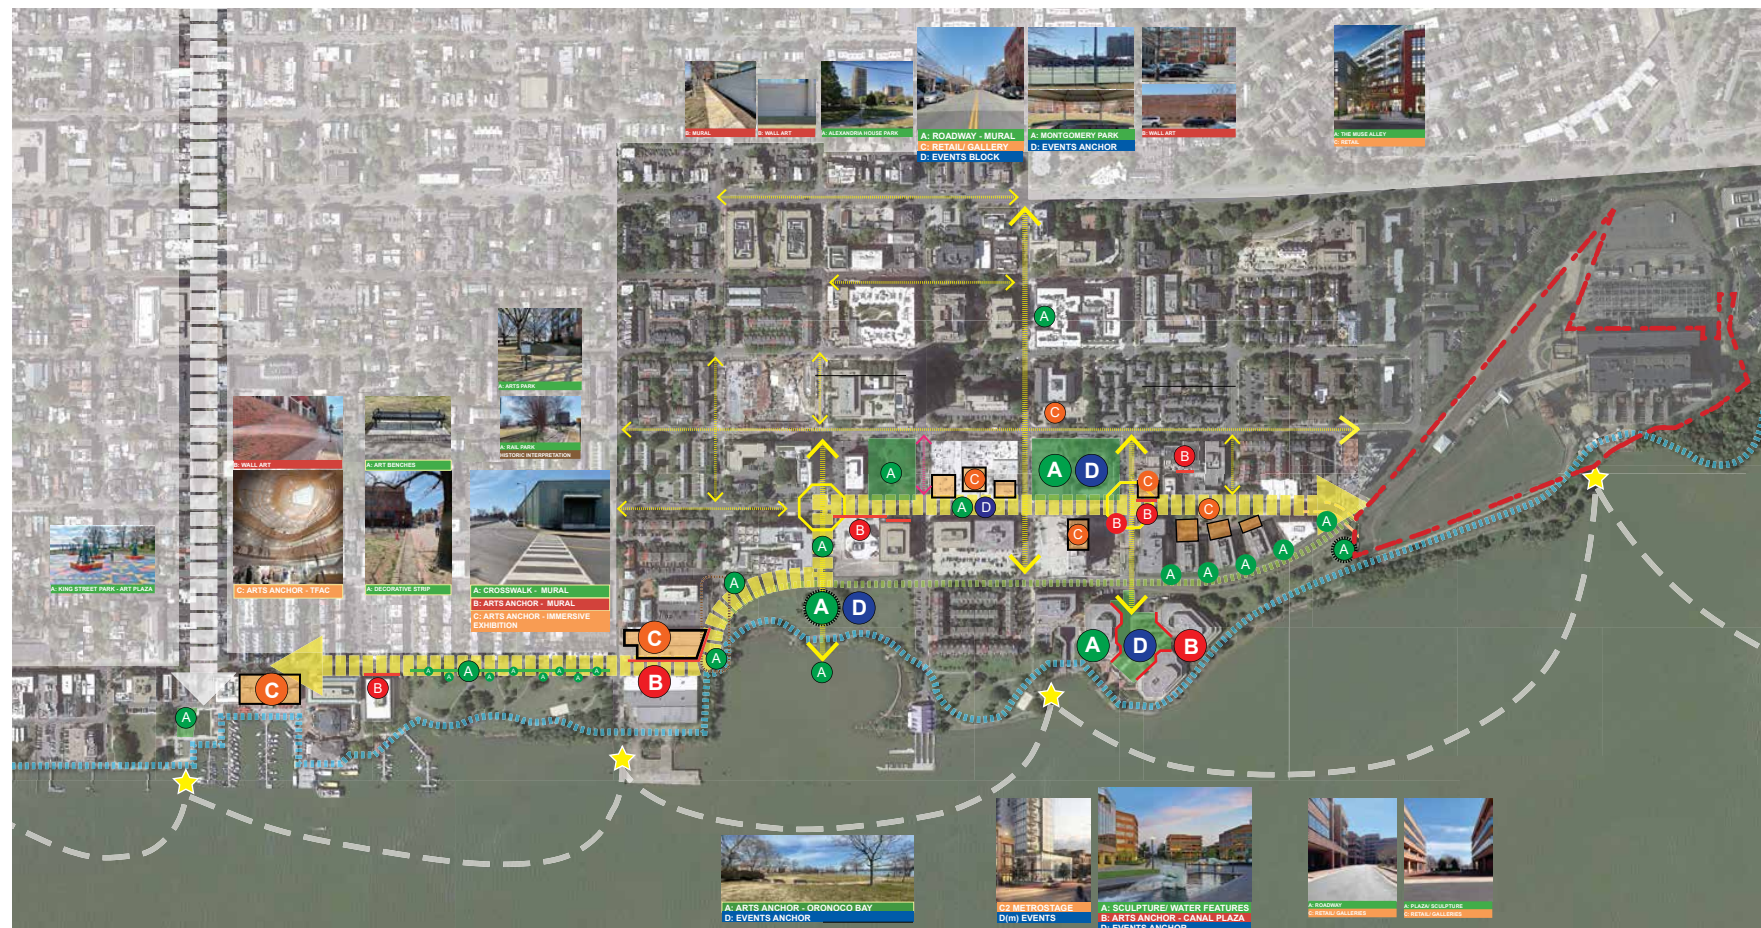 B: MURAL
B: WALL ART
A: ALEXANDRIA HOUSE PARK
A: ROADWAY - MURAL
C: RETAIL/ GALLERY
D: EVENTS BLOCK
A: MONTGOMERY PARK
D: EVENTS ANCHOR
B: WALL ART
A: THE MUSE ALLEY
C: RETAIL
A: ARTS PARK
A: RAIL PARK
HISTORIC INTERPRETATION
B: WALL ART
A: ART BENCHES
A: KING STREET PARK - ART PLAZA
C: ARTS ANCHOR - TFAC
A: DECORATIVE STRIP
A: CROSSWALK - MURAL
B: ARTS ANCHOR - MURAL
C: ARTS ANCHOR - IMMERSIVE
EXHIBITION
A
C
A
B
A D
C
C
C
A D
B
B
B
C
A
C
A
A
A
A
A
A
A
A
A D
C
B
A
A
A D B
A
B
C
A
A: ARTS ANCHOR - ORONOCO BAY
D: EVENTS ANCHOR
C2 METROSTAGE
D(m) EVENTS
A: SCULPTURE/ WATER FEATURES
B: ARTS ANCHOR - CANAL PLAZA
D: EVENTS ANCHOR
A: ROADWAY
C: RETAIL/ GALLERIES
A: PLAZA/ SCULPTURE
C: RETAIL/ GALLERIES